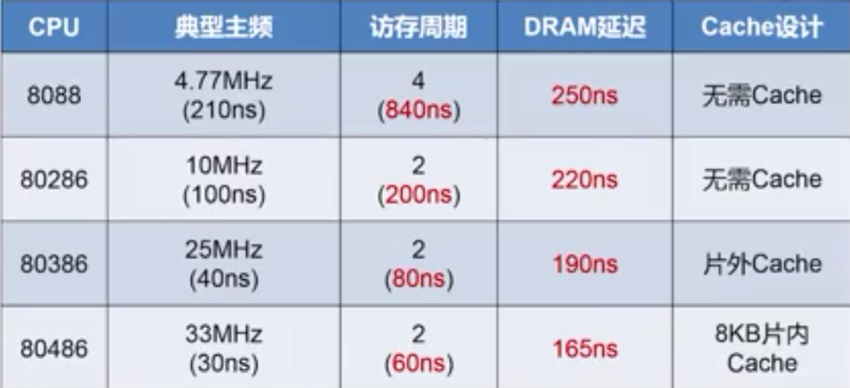 CPU 典型主频 访存周期 DRAM延迟 Cache设计
8088 4.77MHz (210ns) 4 (840ns) 250ns 无需Cache
80286 10MHz (100ns) 2 (200ns) 220ns 无需Cache
80386 25MHz (40ns) 2 (80ns) 190ns 片外Cache
80486 33MHz (30ns) 2 (60ns) 165ns 8KB片内 Cache